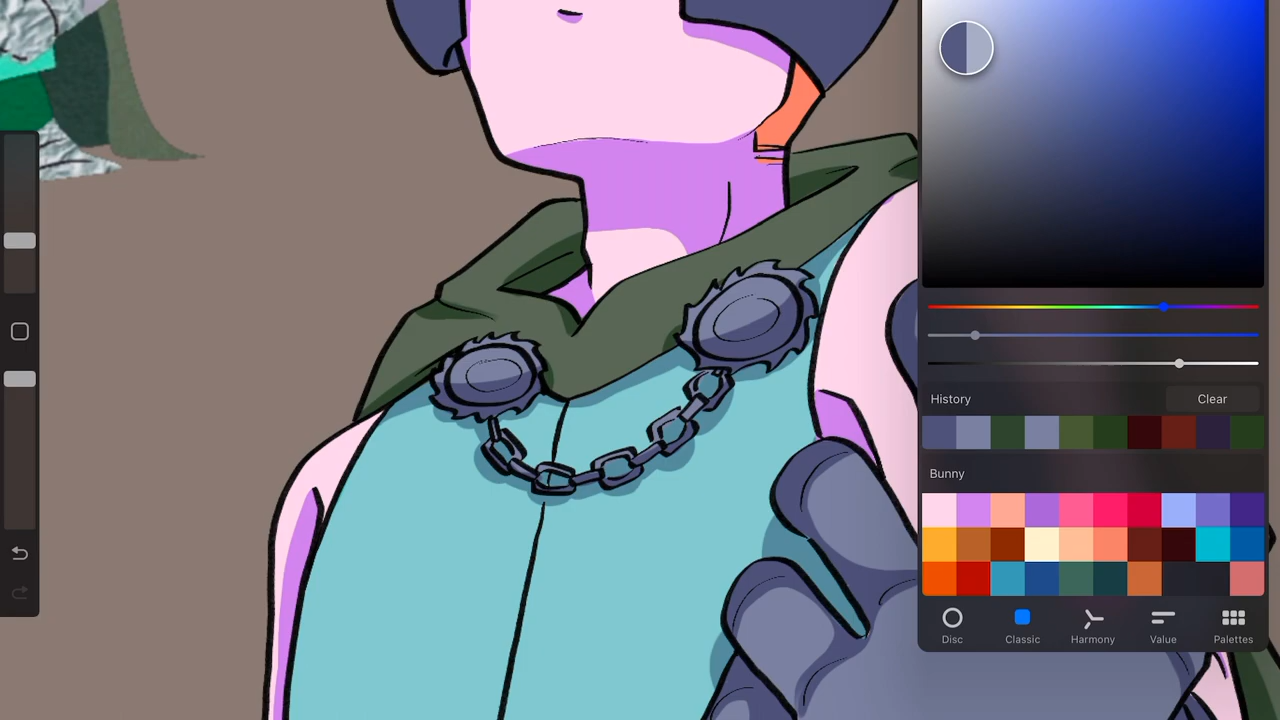 History
Clear
Bunny
Disc
Classic
Harmony
Value
Palettes